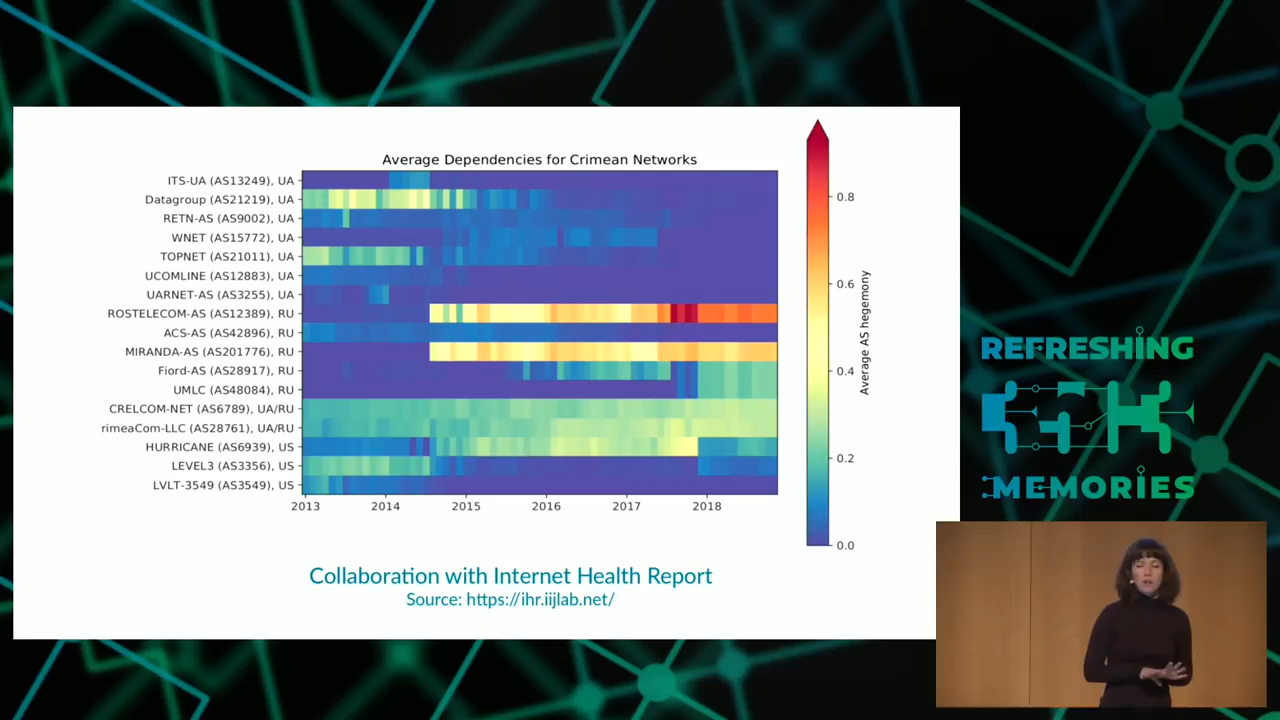 Average Dependencies for Crimean Networks
ITS-UA (AS13249), UA
Datagroup (AS21219), UA
RETN-AS (AS9002), UA
WNET (AS15772), UA
TOPNET (AS21011), UA
UCOMLINE (AS12883), UA
UARNET-AS (AS3255), UA
ROSTELECOM-AS (AS12389), RU
ACS-AS (AS42896), RU
MIRANDA-AS (AS201776), RU
Fiord-AS (AS28917), RU
UMLC (AS48084), RU
CRELCOM-NET (AS6789), UA/RU
rimeaCom-LLC (AS28761), UA/RU
HURRICANE (AS6939), US
LEVEL3 (AS3356), US
LVLT-3549 (AS3549), US
2013 2014 2015 2016 2017 2018
0.8
0.6
0.4
0.2
0.0
Average AS hegemony
Collaboration with Internet Health Report
Source: https://ihr.iijlab.net/
REFRESHING
MEMORIES